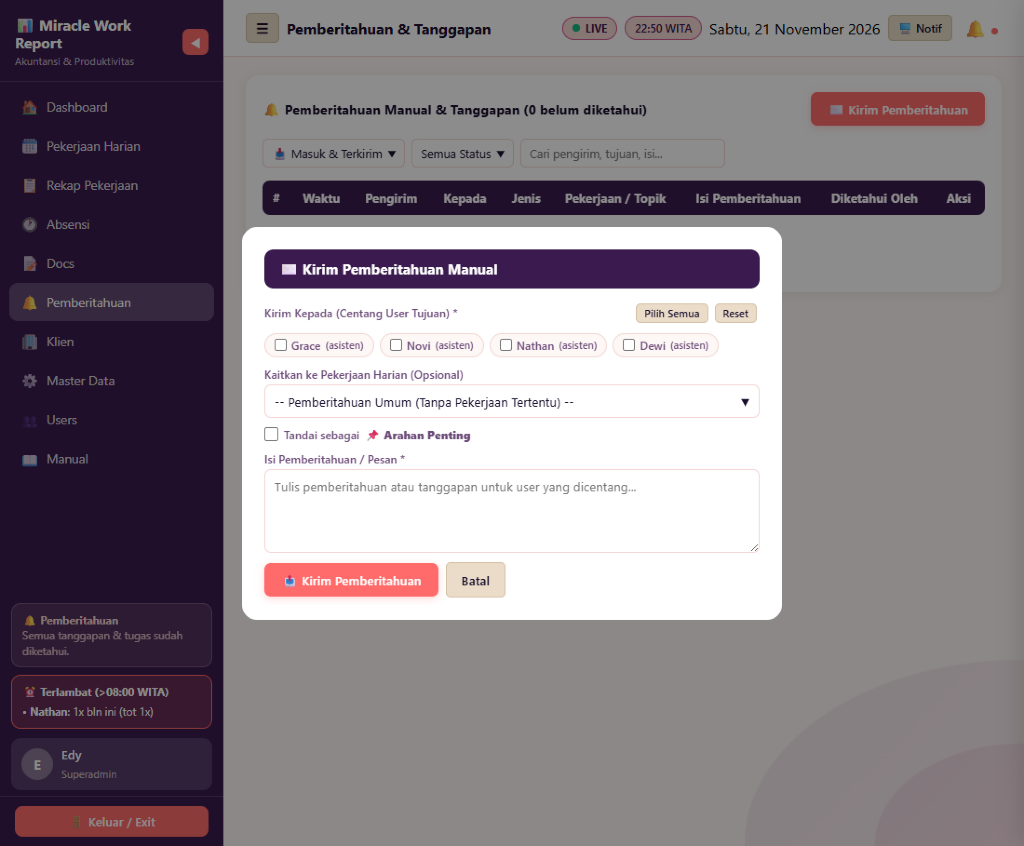 📊 Miracle Work
Report
Akuntansi & Produktivitas
Dashboard
Pekerjaan Harian
Rekap Pekerjaan
Absensi
Docs
Pemberitahuan
Klien
Master Data
Users
Manual
🔔 Pemberitahuan
Semua tanggapan & tugas sudah
diketahui.
⏰ Terlambat (>08:00 WITA)
• Nathan: 1x bln ini (tot 1x)
E
Edy
Superadmin
Keluar / Exit
☰ Pemberitahuan & Tanggapan
LIVE
22:50 WITA
Sabtu, 21 November 2026
Notif
🔔 Pemberitahuan Manual & Tanggapan (0 belum diketahui)
✉️ Kirim Pemberitahuan
📥 Masuk & Terkirim ▼
Semua Status ▼
Cari pengirim, tujuan, isi...
# Waktu Pengirim Kepada Jenis Pekerjaan / Topik Isi Pemberitahuan Diketahui Oleh Aksi
✉️ Kirim Pemberitahuan Manual
Kirim Kepada (Centang User Tujuan) *
Pilih Semua
Reset
Grace (asisten)
Novi (asisten)
Nathan (asisten)
Dewi (asisten)
Kaitkan ke Pekerjaan Harian (Opsional)
-- Pemberitahuan Umum (Tanpa Pekerjaan Tertentu) -- ▼
Tandai sebagai 📌 Arahan Penting
Isi Pemberitahuan / Pesan *
Tulis pemberitahuan atau tanggapan untuk user yang dicentang...
📤 Kirim Pemberitahuan
Batal